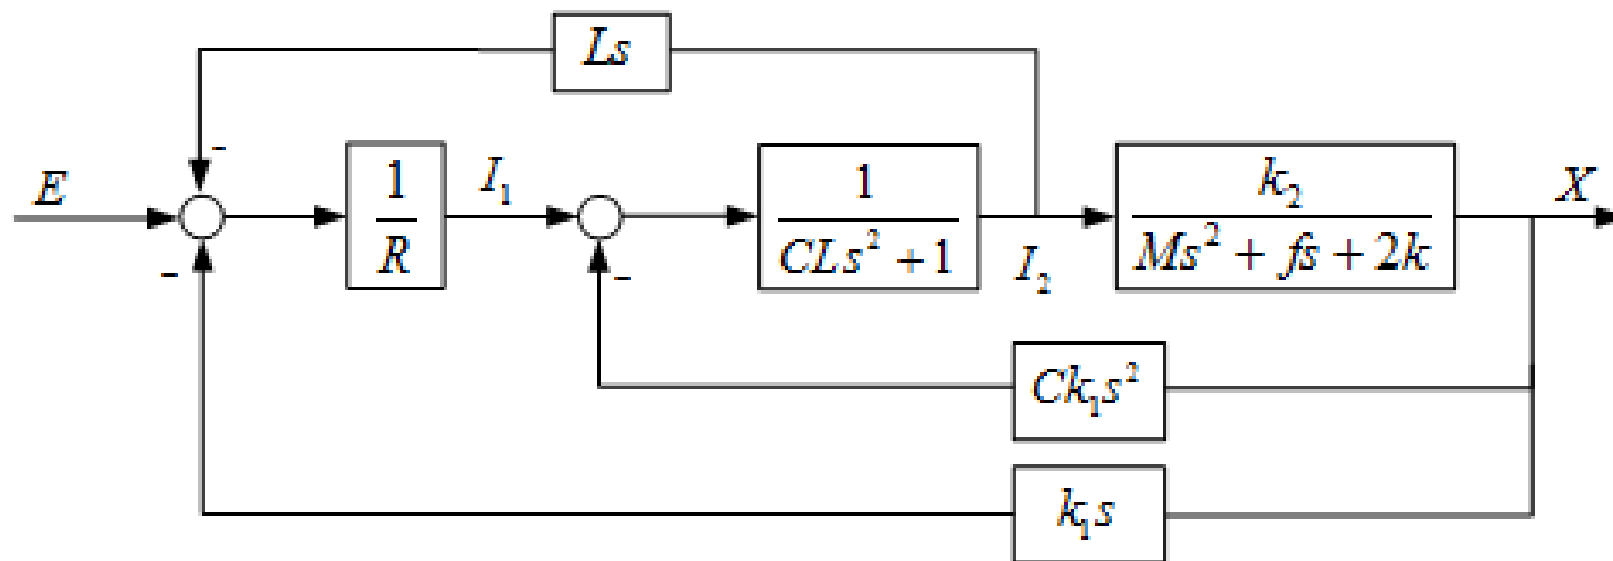 Ls
-
E
1
R
I₁
1
CLs² + 1
I₂
k₂
Ms² + fs + 2k
X
-
-
Ck₁s²
k₁s